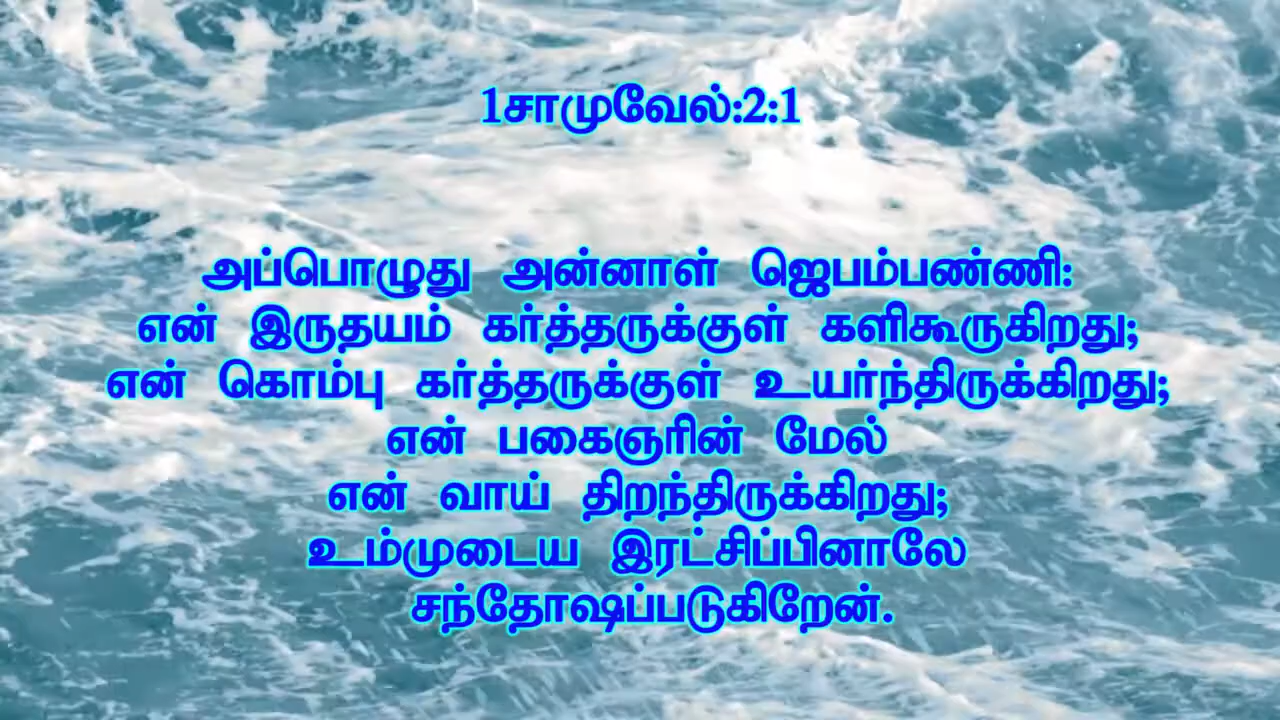 1சாமுவேல்:2:1
அப்பொழுது அன்னாள் ஜெபம்பண்ணி:
என் இருதயம் கர்த்தருக்குள் களிகூருகிறது;
என் கொம்பு கர்த்தருக்குள் உயர்ந்திருக்கிறது;
என் பகைஞரின் மேல்
என் வாய் திறந்திருக்கிறது;
உம்முடைய இரட்சிப்பினாலே
சந்தோஷப்படுகிறேன்.